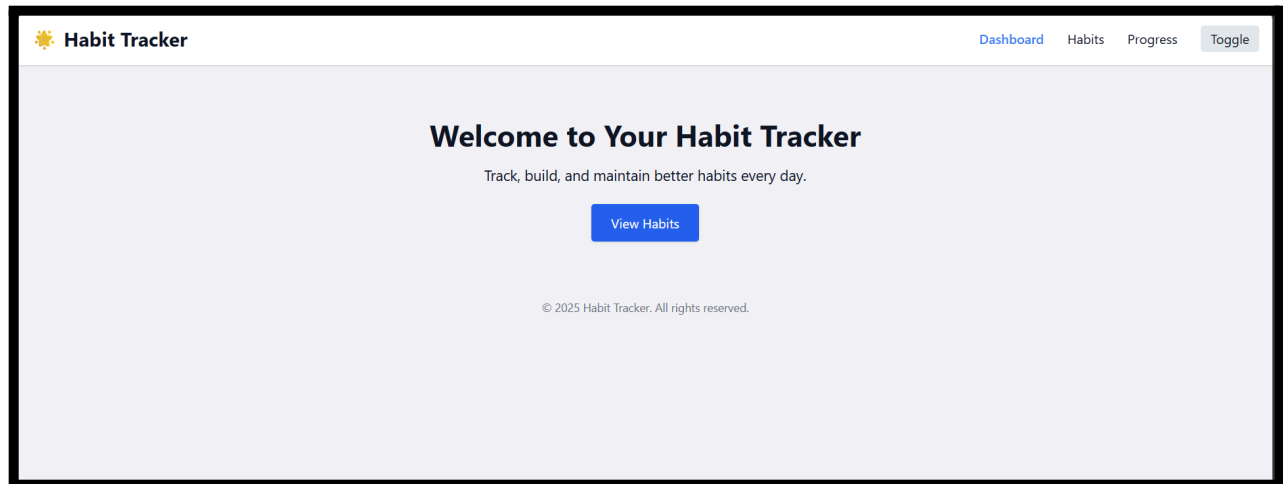 Habit Tracker
Dashboard Habits Progress Toggle
Welcome to Your Habit Tracker
Track, build, and maintain better habits every day.
View Habits
© 2025 Habit Tracker. All rights reserved.